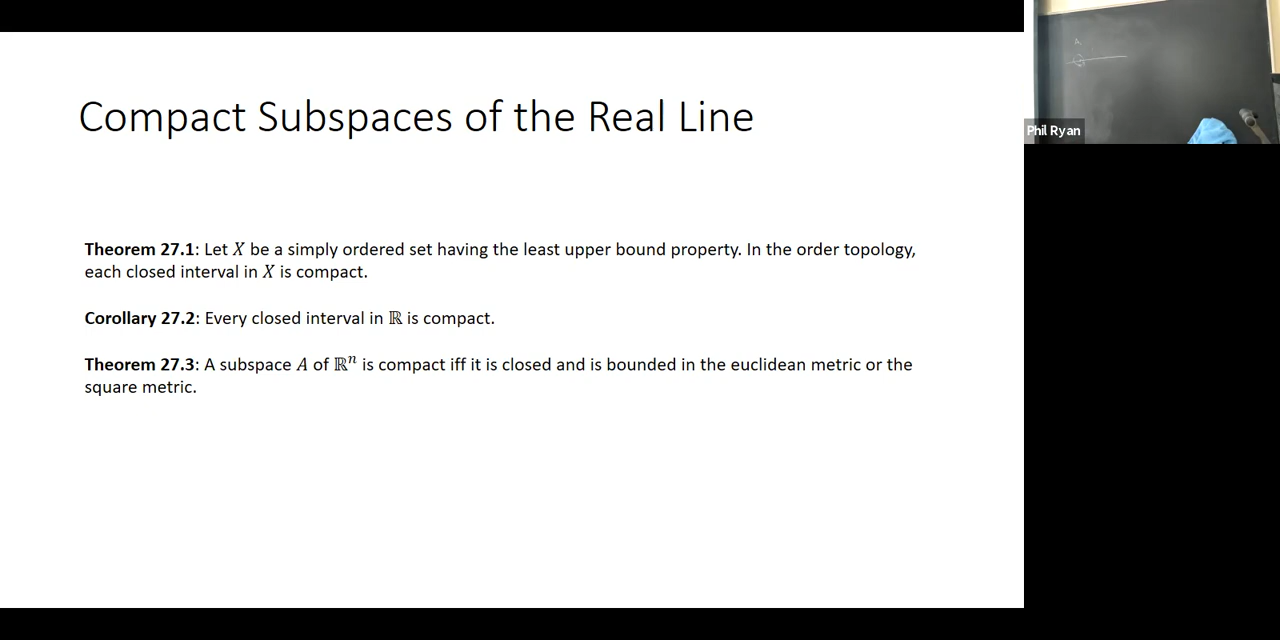 Compact Subspaces of the Real Line
Theorem 27.1: Let X be a simply ordered set having the least upper bound property. In the order topology,
each closed interval in X is compact.
Corollary 27.2: Every closed interval in ℝ is compact.
Theorem 27.3: A subspace A of ℝⁿ is compact iff it is closed and is bounded in the euclidean metric or the
square metric.
Phil Ryan